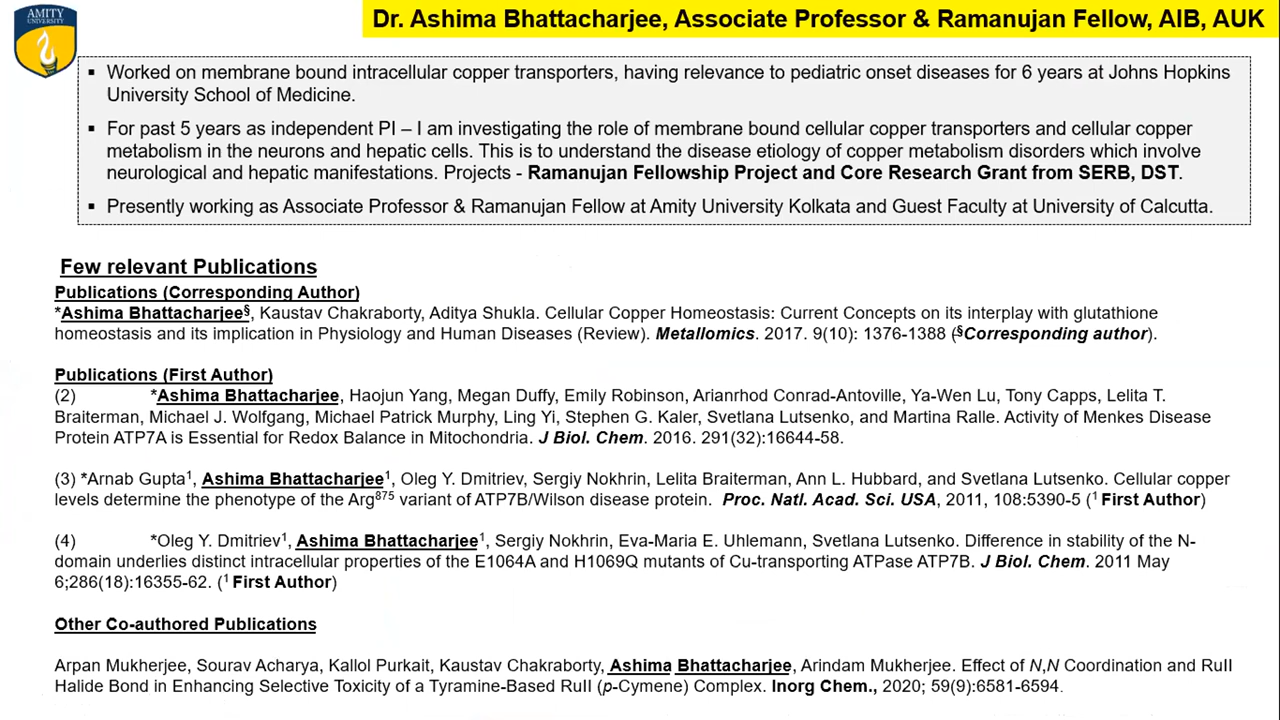 AMITY
UNIVERSITY
Dr. Ashima Bhattacharjee, Associate Professor & Ramanujan Fellow, AIB, AUK
▪ Worked on membrane bound intracellular copper transporters, having relevance to pediatric onset diseases for 6 years at Johns Hopkins
University School of Medicine.
▪ For past 5 years as independent PI – I am investigating the role of membrane bound cellular copper transporters and cellular copper
metabolism in the neurons and hepatic cells. This is to understand the disease etiology of copper metabolism disorders which involve
neurological and hepatic manifestations. Projects - Ramanujan Fellowship Project and Core Research Grant from SERB, DST.
▪ Presently working as Associate Professor & Ramanujan Fellow at Amity University Kolkata and Guest Faculty at University of Calcutta.
Few relevant Publications
Publications (Corresponding Author)
*Ashima Bhattacharjee§, Kaustav Chakraborty, Aditya Shukla. Cellular Copper Homeostasis: Current Concepts on its interplay with glutathione
homeostasis and its implication in Physiology and Human Diseases (Review). Metallomics. 2017. 9(10): 1376-1388 (§Corresponding author).
Publications (First Author)
(2) *Ashima Bhattacharjee, Haojun Yang, Megan Duffy, Emily Robinson, Arianrhod Conrad-Antoville, Ya-Wen Lu, Tony Capps, Lelita T.
Braiterman, Michael J. Wolfgang, Michael Patrick Murphy, Ling Yi, Stephen G. Kaler, Svetlana Lutsenko, and Martina Ralle. Activity of Menkes Disease
Protein ATP7A is Essential for Redox Balance in Mitochondria. J Biol. Chem. 2016. 291(32):16644-58.
(3) *Arnab Gupta¹, Ashima Bhattacharjee¹, Oleg Y. Dmitriev, Sergiy Nokhrin, Lelita Braiterman, Ann L. Hubbard, and Svetlana Lutsenko. Cellular copper
levels determine the phenotype of the Arg⁸⁷⁵ variant of ATP7B/Wilson disease protein. Proc. Natl. Acad. Sci. USA, 2011, 108:5390-5 (¹ First Author)
(4) *Oleg Y. Dmitriev¹, Ashima Bhattacharjee¹, Sergiy Nokhrin, Eva-Maria E. Uhlemann, Svetlana Lutsenko. Difference in stability of the N-
domain underlies distinct intracellular properties of the E1064A and H1069Q mutants of Cu-transporting ATPase ATP7B. J Biol. Chem. 2011 May
6;286(18):16355-62. (¹ First Author)
Other Co-authored Publications
Arpan Mukherjee, Sourav Acharya, Kallol Purkait, Kaustav Chakraborty, Ashima Bhattacharjee, Arindam Mukherjee. Effect of N,N Coordination and RuII
Halide Bond in Enhancing Selective Toxicity of a Tyramine-Based RuII (p-Cymene) Complex. Inorg Chem., 2020; 59(9):6581-6594.